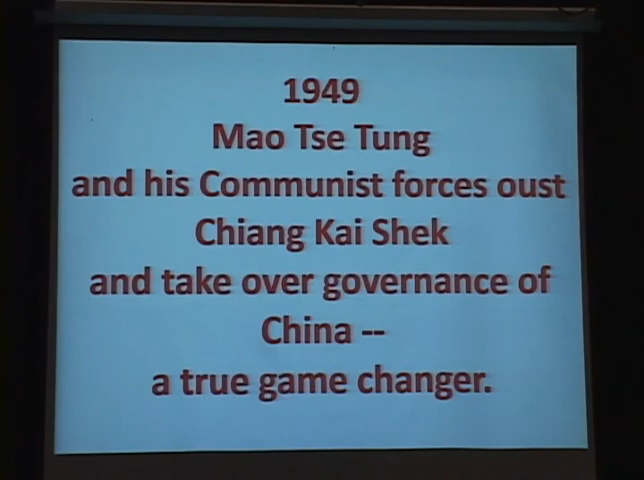 1949
Mao Tse Tung
and his Communist forces oust
Chiang Kai Shek
and take over governance of
China --
a true game changer.